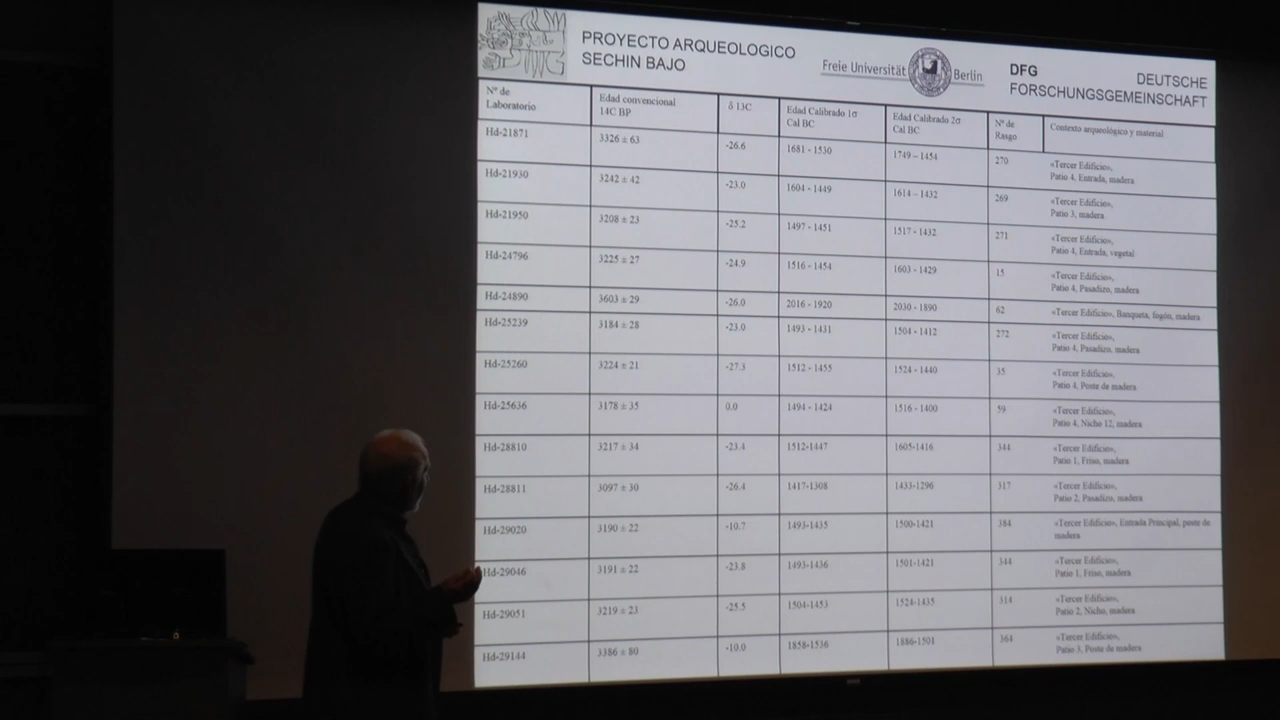 PROYECTO ARQUEOLOGICO
SECHIN BAJO
Freie Universität Berlin
DFG DEUTSCHE
FORSCHUNGSGEMEINSCHAFT
Nº de
Laboratorio
Edad convencional
14C BP
δ 13C
Edad Calibrado 1σ
Cal BC
Edad Calibrado 2σ
Cal BC
Nº de
Rasgo
Contexto arqueológico y material
Hd-21871 3326 ± 63 -26.6 1681 - 1530 1749 – 1454 270 «Tercer Edificio»,
Patio 4, Entrada, madera
Hd-21930 3242 ± 42 -23.0 1604 - 1449 1614 – 1432 269 «Tercer Edificio»,
Patio 3, madera
Hd-21950 3208 ± 23 -25.2 1497 - 1451 1517 - 1432 271 «Tercer Edificio»,
Patio 4, Entrada, vegetal
Hd-24796 3225 ± 27 -24.9 1516 - 1454 1603 - 1429 15 «Tercer Edificio»,
Patio 4, Pasadizo, madera
Hd-24890 3603 ± 29 -26.0 2016 - 1920 2030 - 1890 62 «Tercer Edificio», Banqueta, fogón, madera
Hd-25239 3184 ± 28 -23.0 1493 - 1431 1504 - 1412 272 «Tercer Edificio»,
Patio 4, Pasadizo, madera
Hd-25260 3224 ± 21 -27.3 1512 - 1455 1524 - 1440 35 «Tercer Edificio»,
Patio 4, Poste de madera
Hd-25636 3178 ± 35 0.0 1494 - 1424 1516 - 1400 59 «Tercer Edificio»,
Patio 4, Nicho 12, madera
Hd-28810 3217 ± 34 -23.4 1512-1447 1605-1416 344 «Tercer Edificio»,
Patio 1, Friso, madera
Hd-28811 3097 ± 30 -26.4 1417-1308 1433-1296 317 «Tercer Edificio»,
Patio 2, Pasadizo, madera
Hd-29020 3190 ± 22 -10.7 1493-1435 1500-1421 384 «Tercer Edificio», Entrada Principal, poste de
madera
Hd-29046 3191 ± 22 -23.8 1493-1436 1501-1421 344 «Tercer Edificio»,
Patio 1, Friso, madera
Hd-29051 3219 ± 23 -25.5 1504-1453 1524-1435 314 «Tercer Edificio»,
Patio 2, Nicho, madera
Hd-29144 3386 ± 80 -10.0 1858-1536 1886-1501 364 «Tercer Edificio»,
Patio 3, Poste de madera